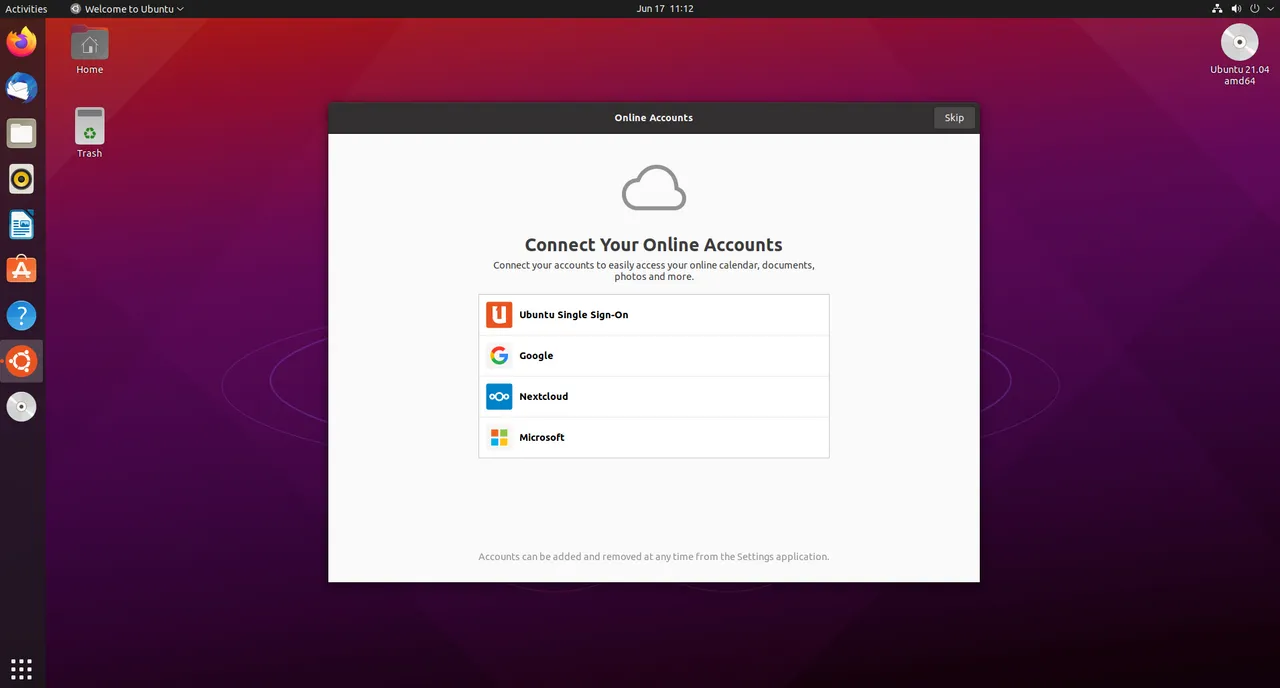 Activities
Welcome to Ubuntu
Jun 17 11:12
Home
Trash
Ubuntu 21.04
amd64
Online Accounts
Skip
Connect Your Online Accounts
Connect your accounts to easily access your online calendar, documents,
photos and more.
Ubuntu Single Sign-On
Google
Nextcloud
Microsoft
Accounts can be added and removed at any time from the Settings application.